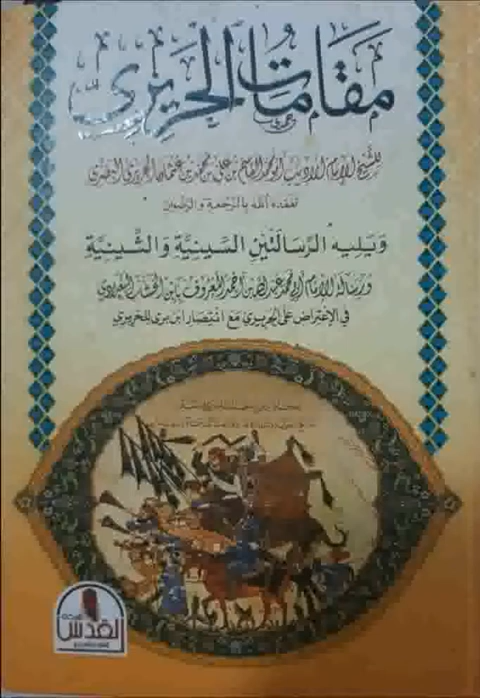 مقامات الحريري
للشيخ الإمام الأديب أبو محمد القاسم بن علي بن محمد بن عثمان الحريري البصري
تغمده الله بالرحمة والرضوان
ويليه الرسالتين السينية والشينية
ورسالة الإمام أبي محمد عبد الله بن أحمد المعروف بابن الخشاب البغدادي
في الإعتراض على الحريري مع انتصار ابن بري للحريري
القدس